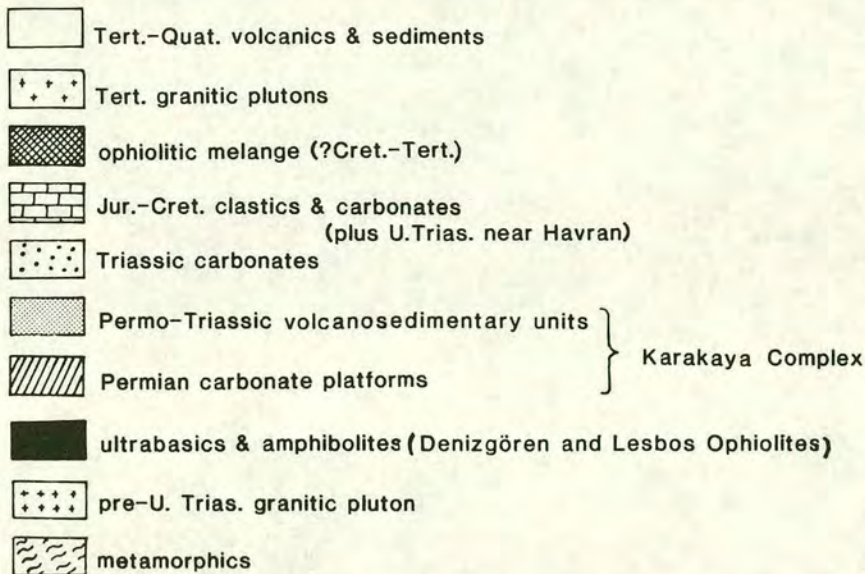 Tert.-Quat. volcanics & sediments
Tert. granitic plutons
ophiolitic melange (?Cret.-Tert.)
Jur.-Cret. clastics & carbonates
(plus U.Trias. near Havran)
Triassic carbonates
Permo-Triassic volcanosedimentary units
Karakaya Complex
Permian carbonate platforms
ultrabasics & amphibolites (Denizgören and Lesbos Ophiolites)
pre-U. Trias. granitic pluton
metamorphics